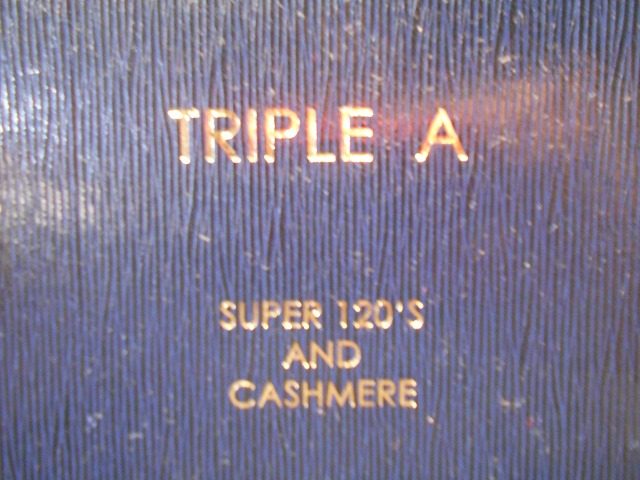 TRIPLE A
SUPER 120'S
AND
CASHMERE